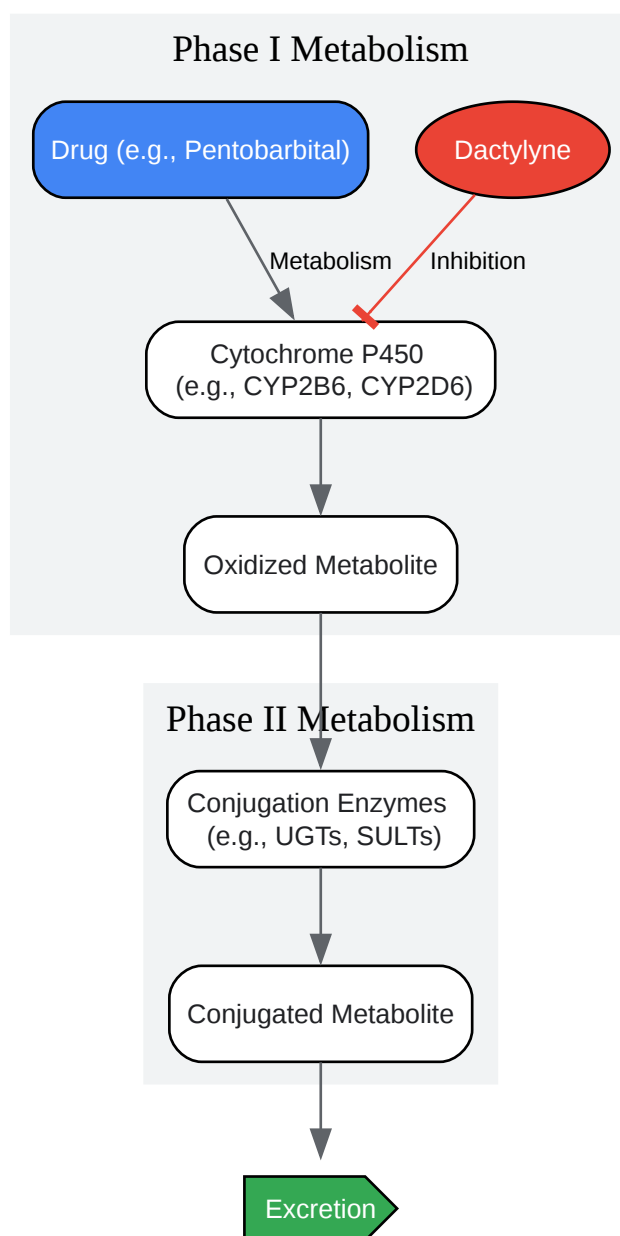 Phase I Metabolism
Drug (e.g., Pentobarbital)
Dactylyne
Metabolism
Inhibition
Cytochrome P450
(e.g., CYP2B6, CYP2D6)
Oxidized Metabolite
Phase II Metabolism
Conjugation Enzymes
(e.g., UGTs, SULTs)
Conjugated Metabolite
Excretion